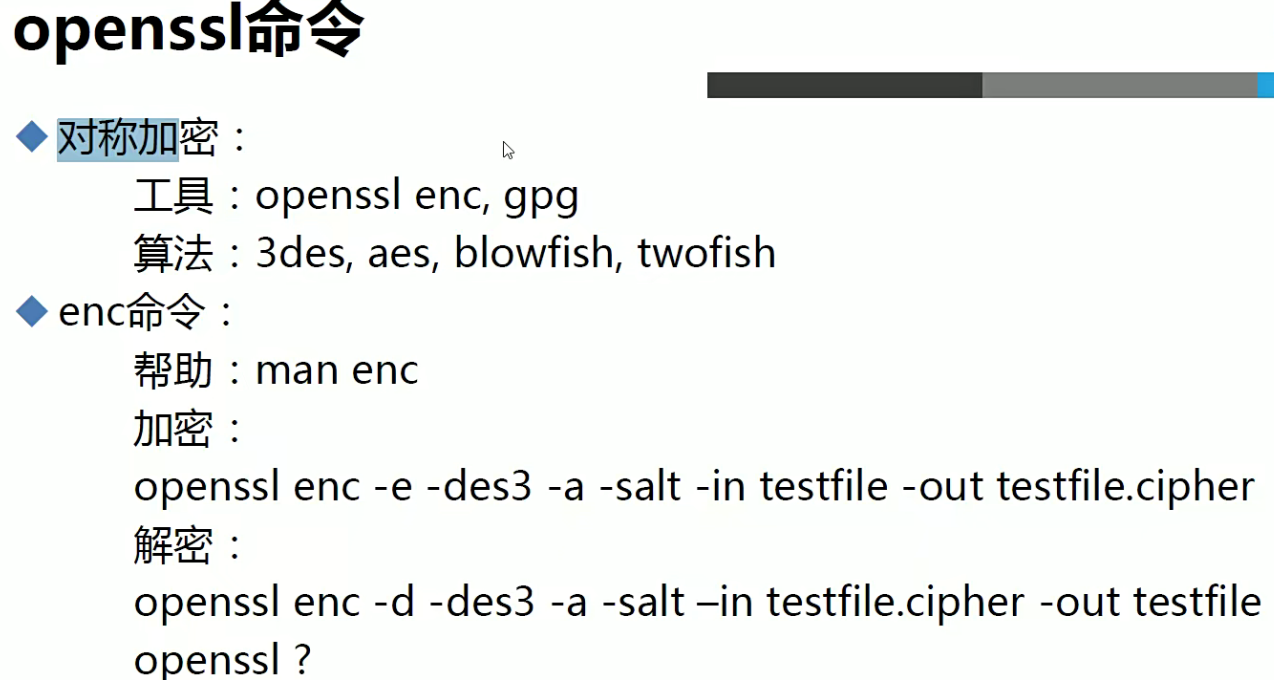 openssl命令
对称加密：
工具：openssl enc, gpg
算法：3des, aes, blowfish, twofish
enc命令：
帮助：man enc
加密：
openssl enc -e -des3 -a -salt -in testfile -out testfile.cipher
解密：
openssl enc -d -des3 -a -salt –in testfile.cipher -out testfile
openssl ?